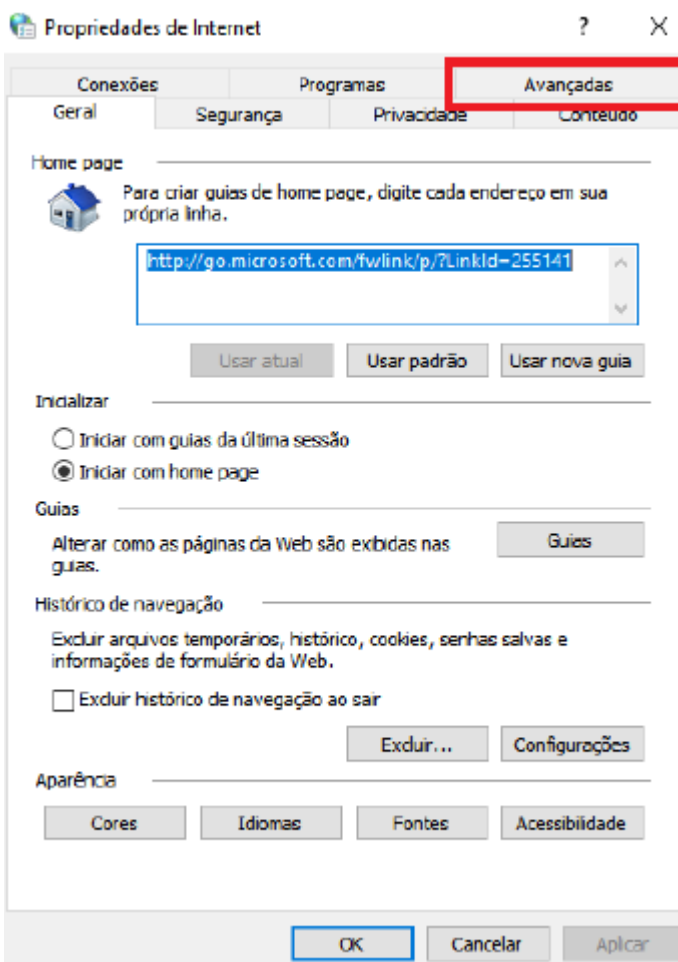 Propriedades de Internet ?
Conexões Programas Avançadas
Geral Segurança Privacidade Conteúdo
Home page
Para criar guias de home page, digite cada endereço em sua
própria linha.
http://go.microsoft.com/fwlink/p/?LinkId=255141
Usar atual Usar padrão Usar nova guia
Inicializar
Iniciar com guias da última sessão
Iniciar com home page
Guias
Alterar como as páginas da Web são exibidas nas
guias.
Guias
Histórico de navegação
Excluir arquivos temporários, histórico, cookies, senhas salvas e
informações de formulário da Web.
Excluir histórico de navegação ao sair
Excluir... Configurações
Aparência
Cores Idiomas Fontes Acessibilidade
OK Cancelar Aplicar